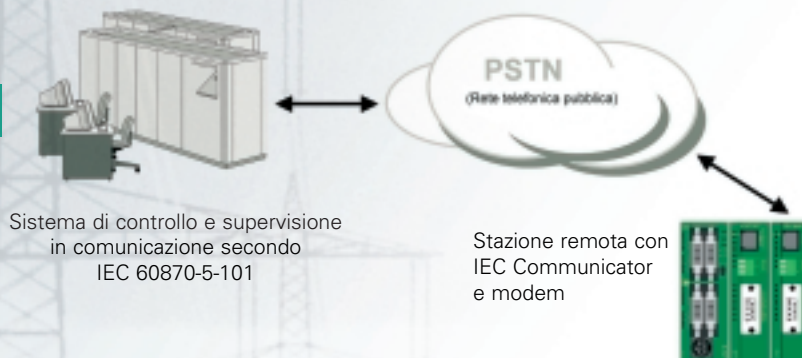 PSTN
(Rete telefonica pubblica)
Sistema di controllo e supervisione
in comunicazione secondo
IEC 60870-5-101
Stazione remota con
IEC Communicator
e modem